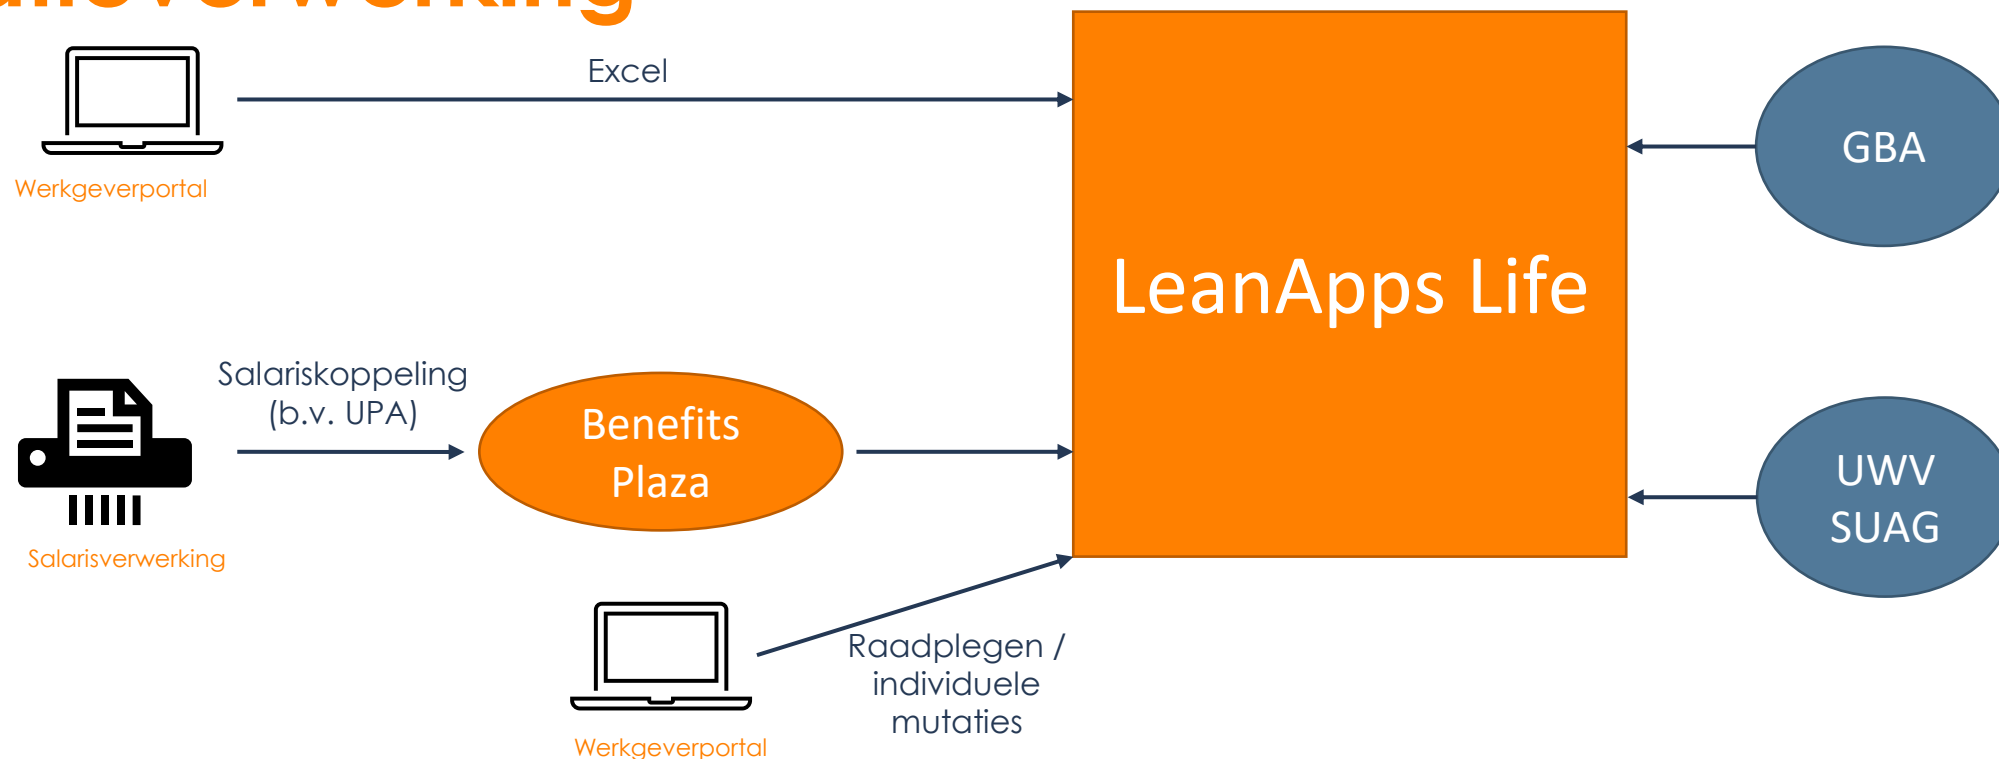 Excel
Werkgeverportal
GBA
LeanApps Life
Salariskoppeling
(b.v. UPA)
Benefits
Plaza
UWV
SUAG
Salarisverwerking
Raadplegen /
individuele
mutaties
Werkgeverportal